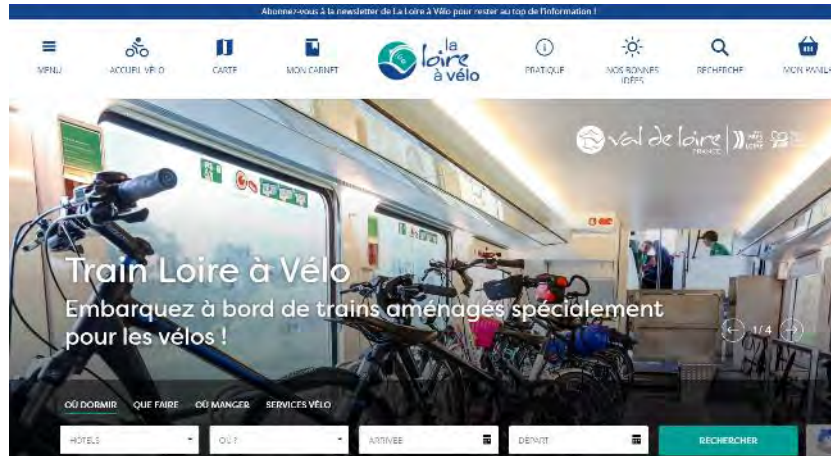 Abonnez-vous à la newsletter de La Loire à Vélo pour rester au top de l'information !
MENU
ACCUEIL VÉLO
CARTE
MON CARNET
la
loire
à vélo
PRATIQUE
NOS BONNES
IDÉES
RECHERCHE
MON PANIER
val de loire
FRANCE
Train Loire à Vélo
Embarquez à bord de trains aménagés spécialement
pour les vélos !
1/4
OÙ DORMIR QUE FAIRE OÙ MANGER SERVICES VÉLO
HÔTELS
OÙ ?
ARRIVÉE
DÉPART
RECHERCHER